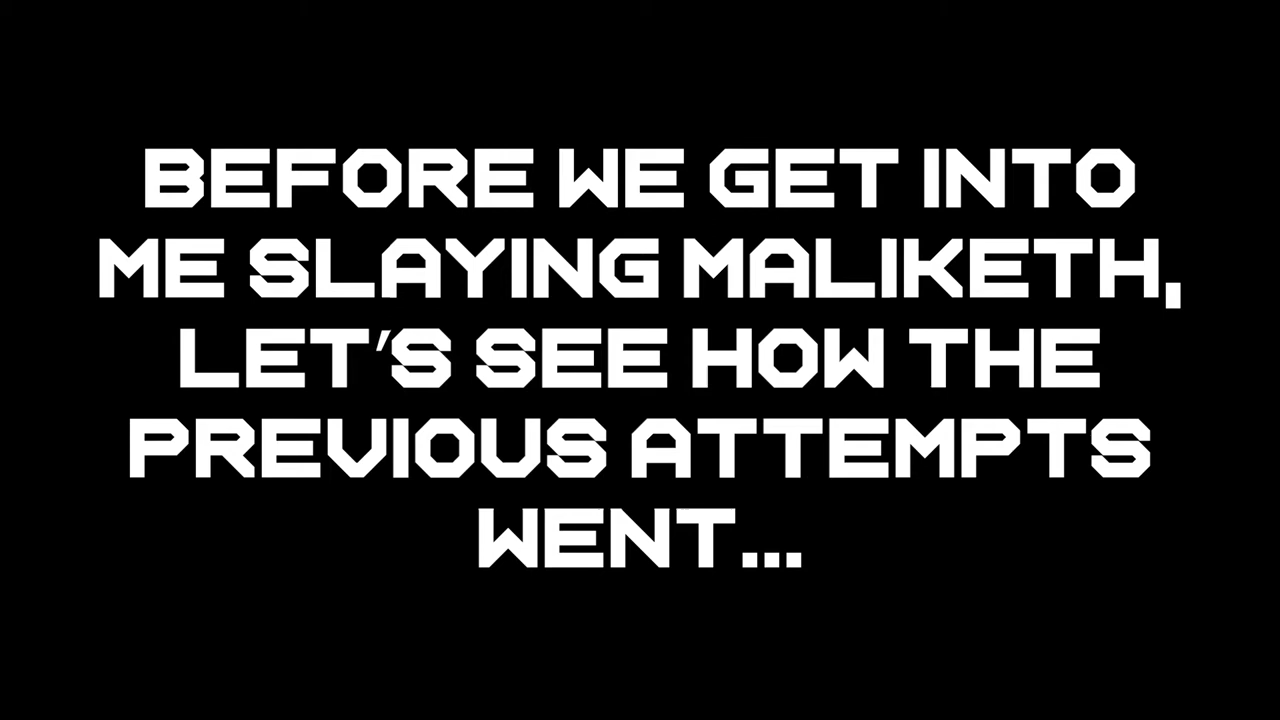 BEFORE WE GET INTO
ME SLAYING MALIKETH,
LET'S SEE HOW THE
PREVIOUS ATTEMPTS
WENT...